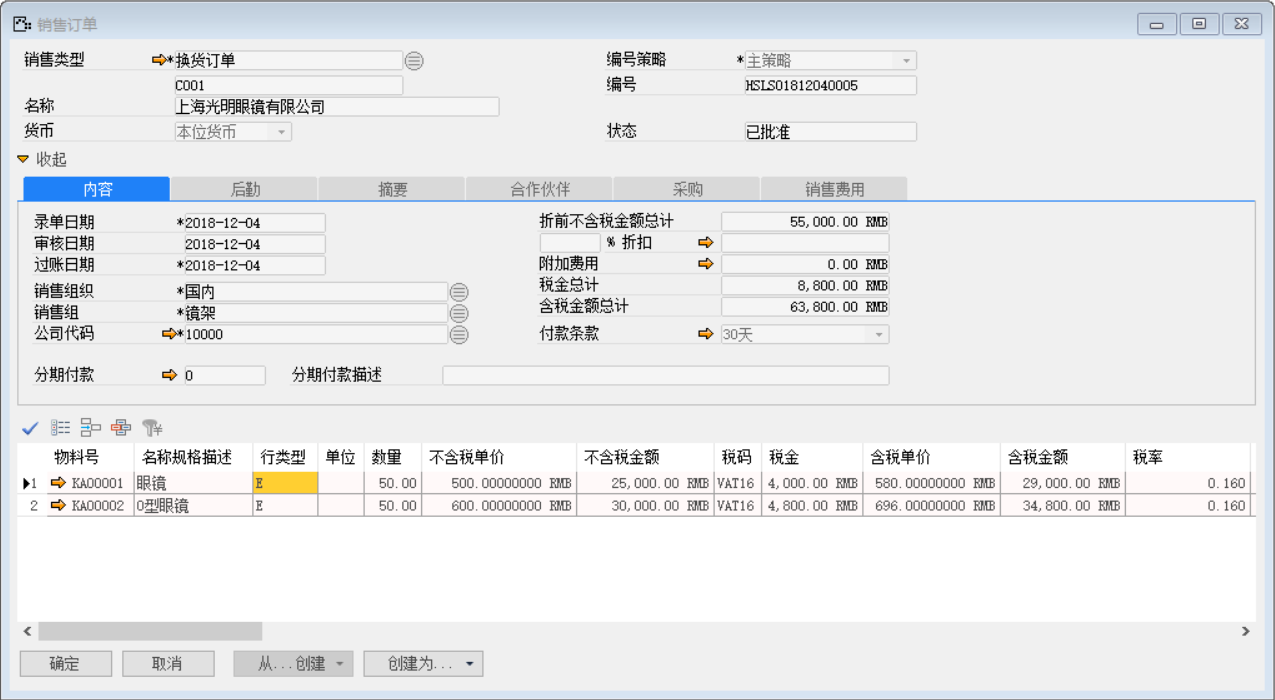 销售订单
销售类型 *换货订单 编号策略 *主策略
C001 编号 HSLS01812040005
名称 上海光明眼镜有限公司
货币 本位货币 状态 已批准
收起
内容 后勤 摘要 合作伙伴 采购 销售费用
录单日期 *2018-12-04 折前不含税金额总计 55,000.00 RMB
审核日期 2018-12-04 % 折扣
过账日期 *2018-12-04 附加费用 0.00 RMB
税金总计 8,800.00 RMB
销售组织 *国内
销售组 *镜架 含税金额总计 63,800.00 RMB
公司代码 *10000 付款条款 30天
分期付款 0 分期付款描述
物料号 名称规格描述 行类型 单位 数量 不含税单价 不含税金额 税码 税金 含税单价 含税金额 税率
1 KA00001 眼镜 E 50.00 500.00000000 RMB 25,000.00 RMB VAT16 4,000.00 RMB 580.00000000 RMB 29,000.00 RMB 0.160
2 KA00002 O型眼镜 E 50.00 600.00000000 RMB 30,000.00 RMB VAT16 4,800.00 RMB 696.00000000 RMB 34,800.00 RMB 0.160
确定 取消 从...创建 创建为...